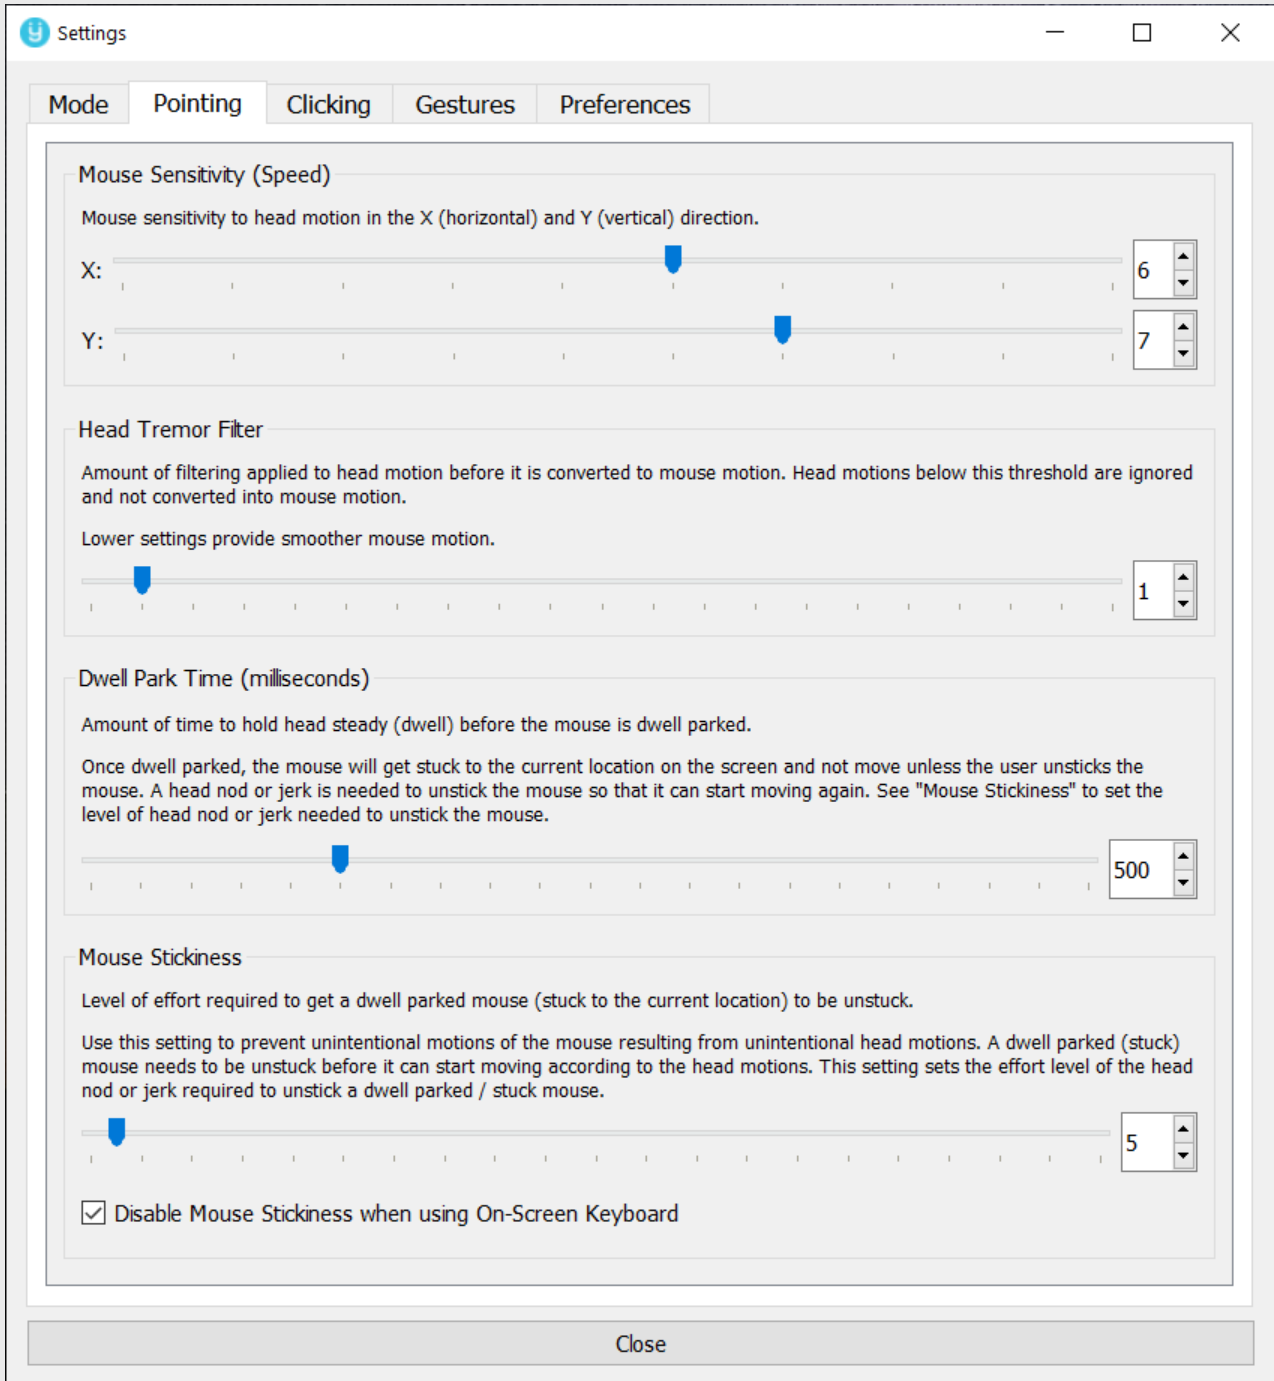 Settings
Mode Pointing Clicking Gestures Preferences
Mouse Sensitivity (Speed)
Mouse sensitivity to head motion in the X (horizontal) and Y (vertical) direction.
X: 6
Y: 7
Head Tremor Filter
Amount of filtering applied to head motion before it is converted to mouse motion. Head motions below this threshold are ignored
and not converted into mouse motion.
Lower settings provide smoother mouse motion.
1
Dwell Park Time (milliseconds)
Amount of time to hold head steady (dwell) before the mouse is dwell parked.
Once dwell parked, the mouse will get stuck to the current location on the screen and not move unless the user unsticks the
mouse. A head nod or jerk is needed to unstick the mouse so that it can start moving again. See "Mouse Stickiness" to set the
level of head nod or jerk needed to unstick the mouse.
500
Mouse Stickiness
Level of effort required to get a dwell parked mouse (stuck to the current location) to be unstuck.
Use this setting to prevent unintentional motions of the mouse resulting from unintentional head motions. A dwell parked (stuck)
mouse needs to be unstuck before it can start moving according to the head motions. This setting sets the effort level of the head
nod or jerk required to unstick a dwell parked / stuck mouse.
5
Disable Mouse Stickiness when using On-Screen Keyboard
Close